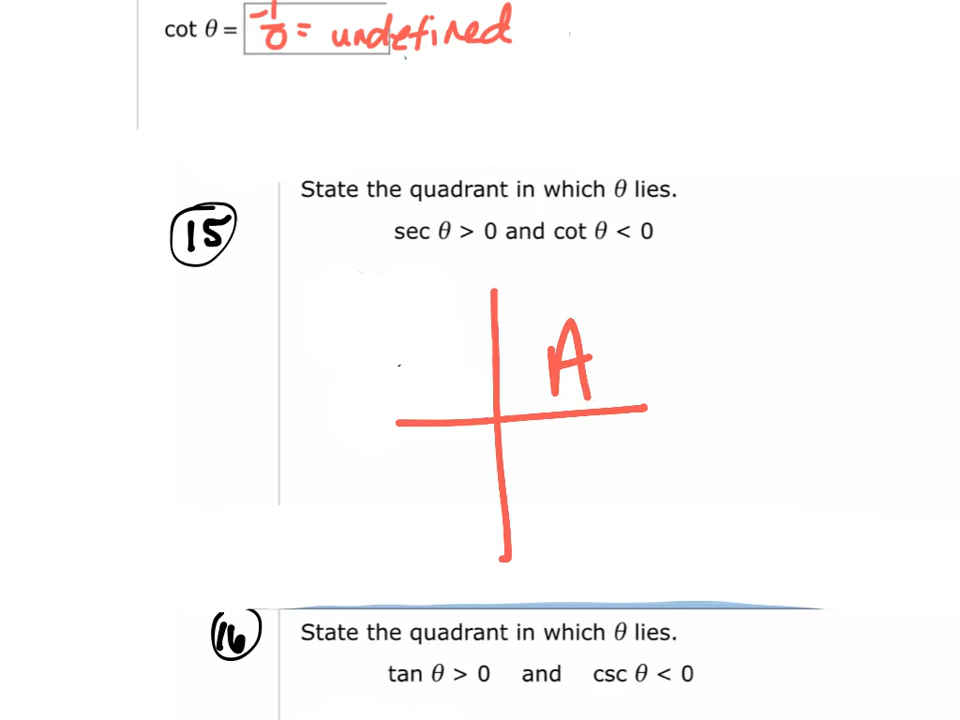 cot θ = -1/0 = undefined
State the quadrant in which θ lies.
15
sec θ > 0 and cot θ < 0
A
16
State the quadrant in which θ lies.
tan θ > 0 and csc θ < 0